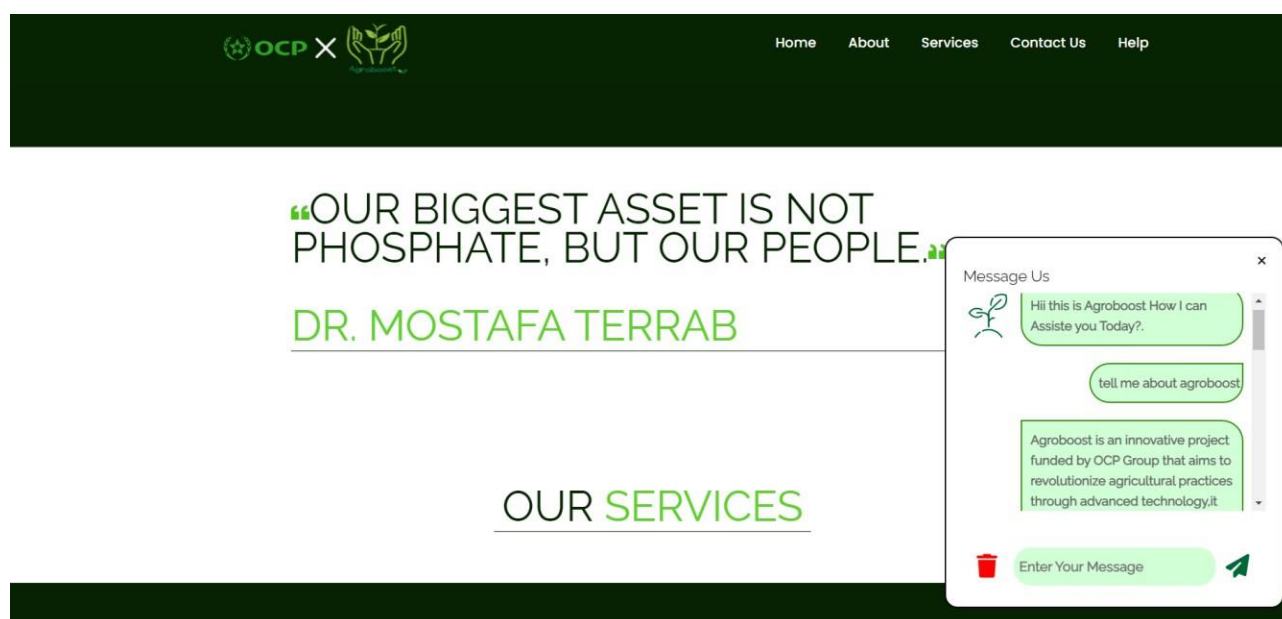 OCP X Agroboost
Home About Services Contact Us Help
“OUR BIGGEST ASSET IS NOT
PHOSPHATE, BUT OUR PEOPLE.”
DR. MOSTAFA TERRAB
OUR SERVICES
×
Message Us
Hii this is Agroboost How I can
Assiste you Today?.
tell me about agroboost
Agroboost is an innovative project
funded by OCP Group that aims to
revolutionize agricultural practices
through advanced technology,it
Enter Your Message